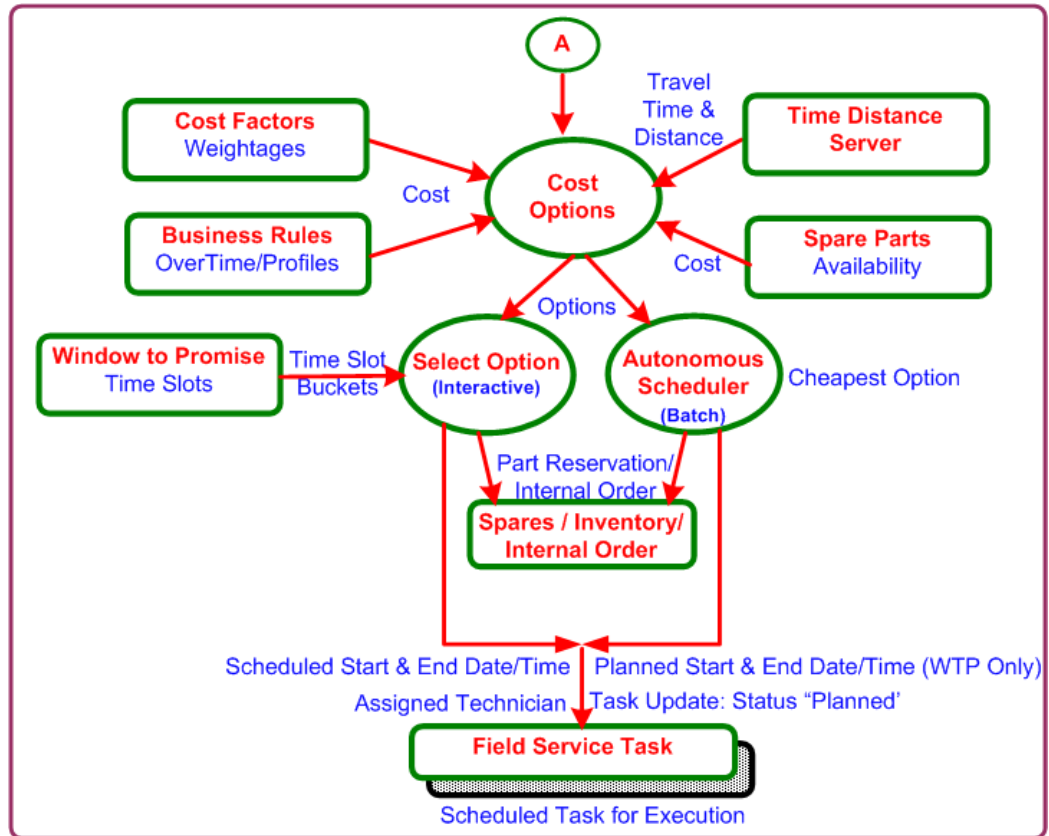 A
Travel
Time &
Distance
Cost Factors
Weightages
Time Distance
Server
Cost
Cost
Options
Business Rules
OverTime/Profiles
Spare Parts
Availability
Cost
Options
Window to Promise
Time Slots
Time Slot
Buckets
Select Option
(Interactive)
Autonomous
Scheduler
(Batch)
Cheapest Option
Part Reservation/
Internal Order
Spares / Inventory/
Internal Order
Scheduled Start & End Date/Time
Planned Start & End Date/Time (WTP Only)
Assigned Technician
Task Update: Status “Planned’
Field Service Task
Scheduled Task for Execution